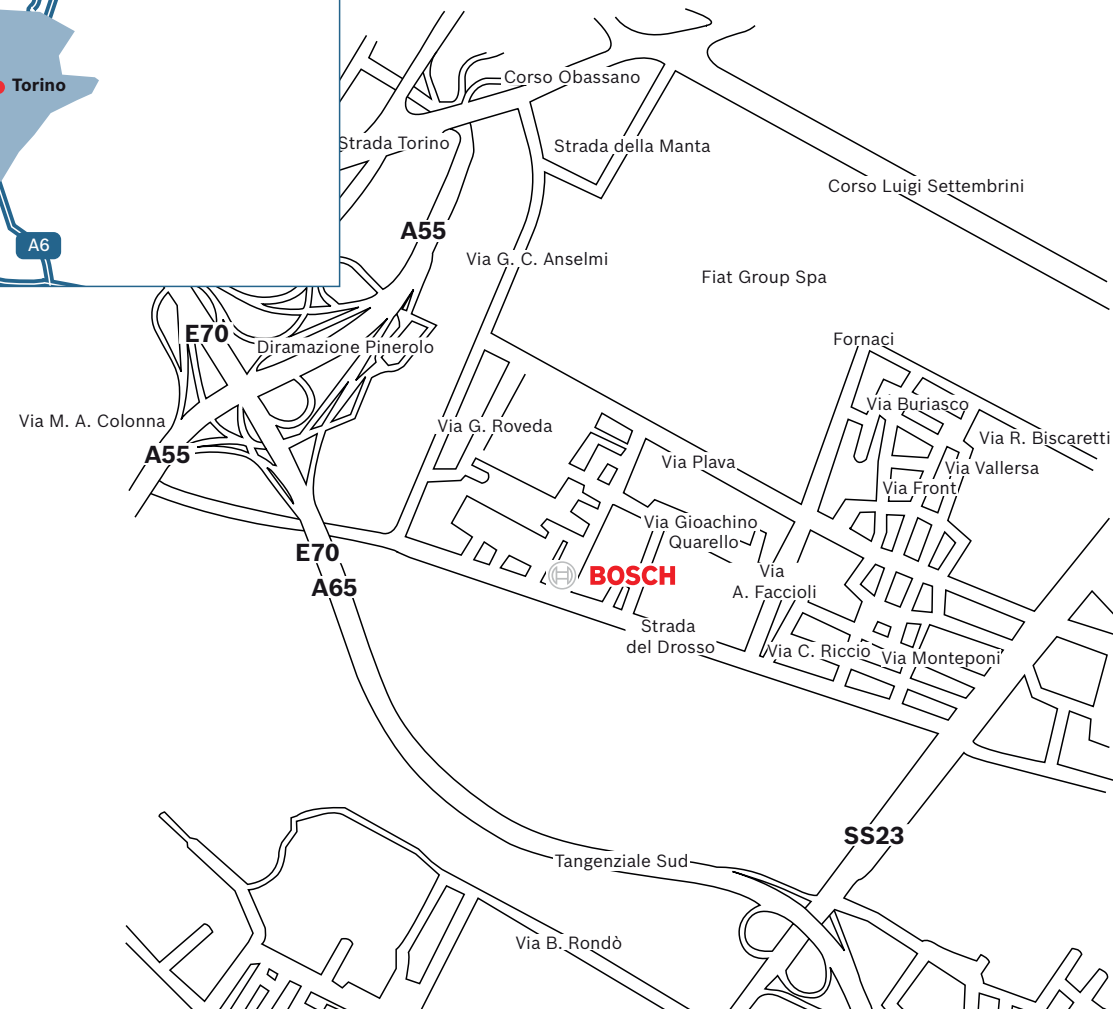 Torino
A6
Corso Obassano
Strada Torino
Strada della Manta
Corso Luigi Settembrini
A55
Via G. C. Anselmi
Fiat Group Spa
E70
Diramazione Pinerolo
Fornaci
Via Buriasco
Via M. A. Colonna
Via G. Roveda
Via R. Biscaretti
A55
Via Plava
Via Vallersa
Via Front
Via Gioachino
Quarello
E70
A65
BOSCH
Via
A. Faccioli
Strada
del Drosso
Via C. Riccio
Via Monteponi
SS23
Tangenziale Sud
Via B. Rondò